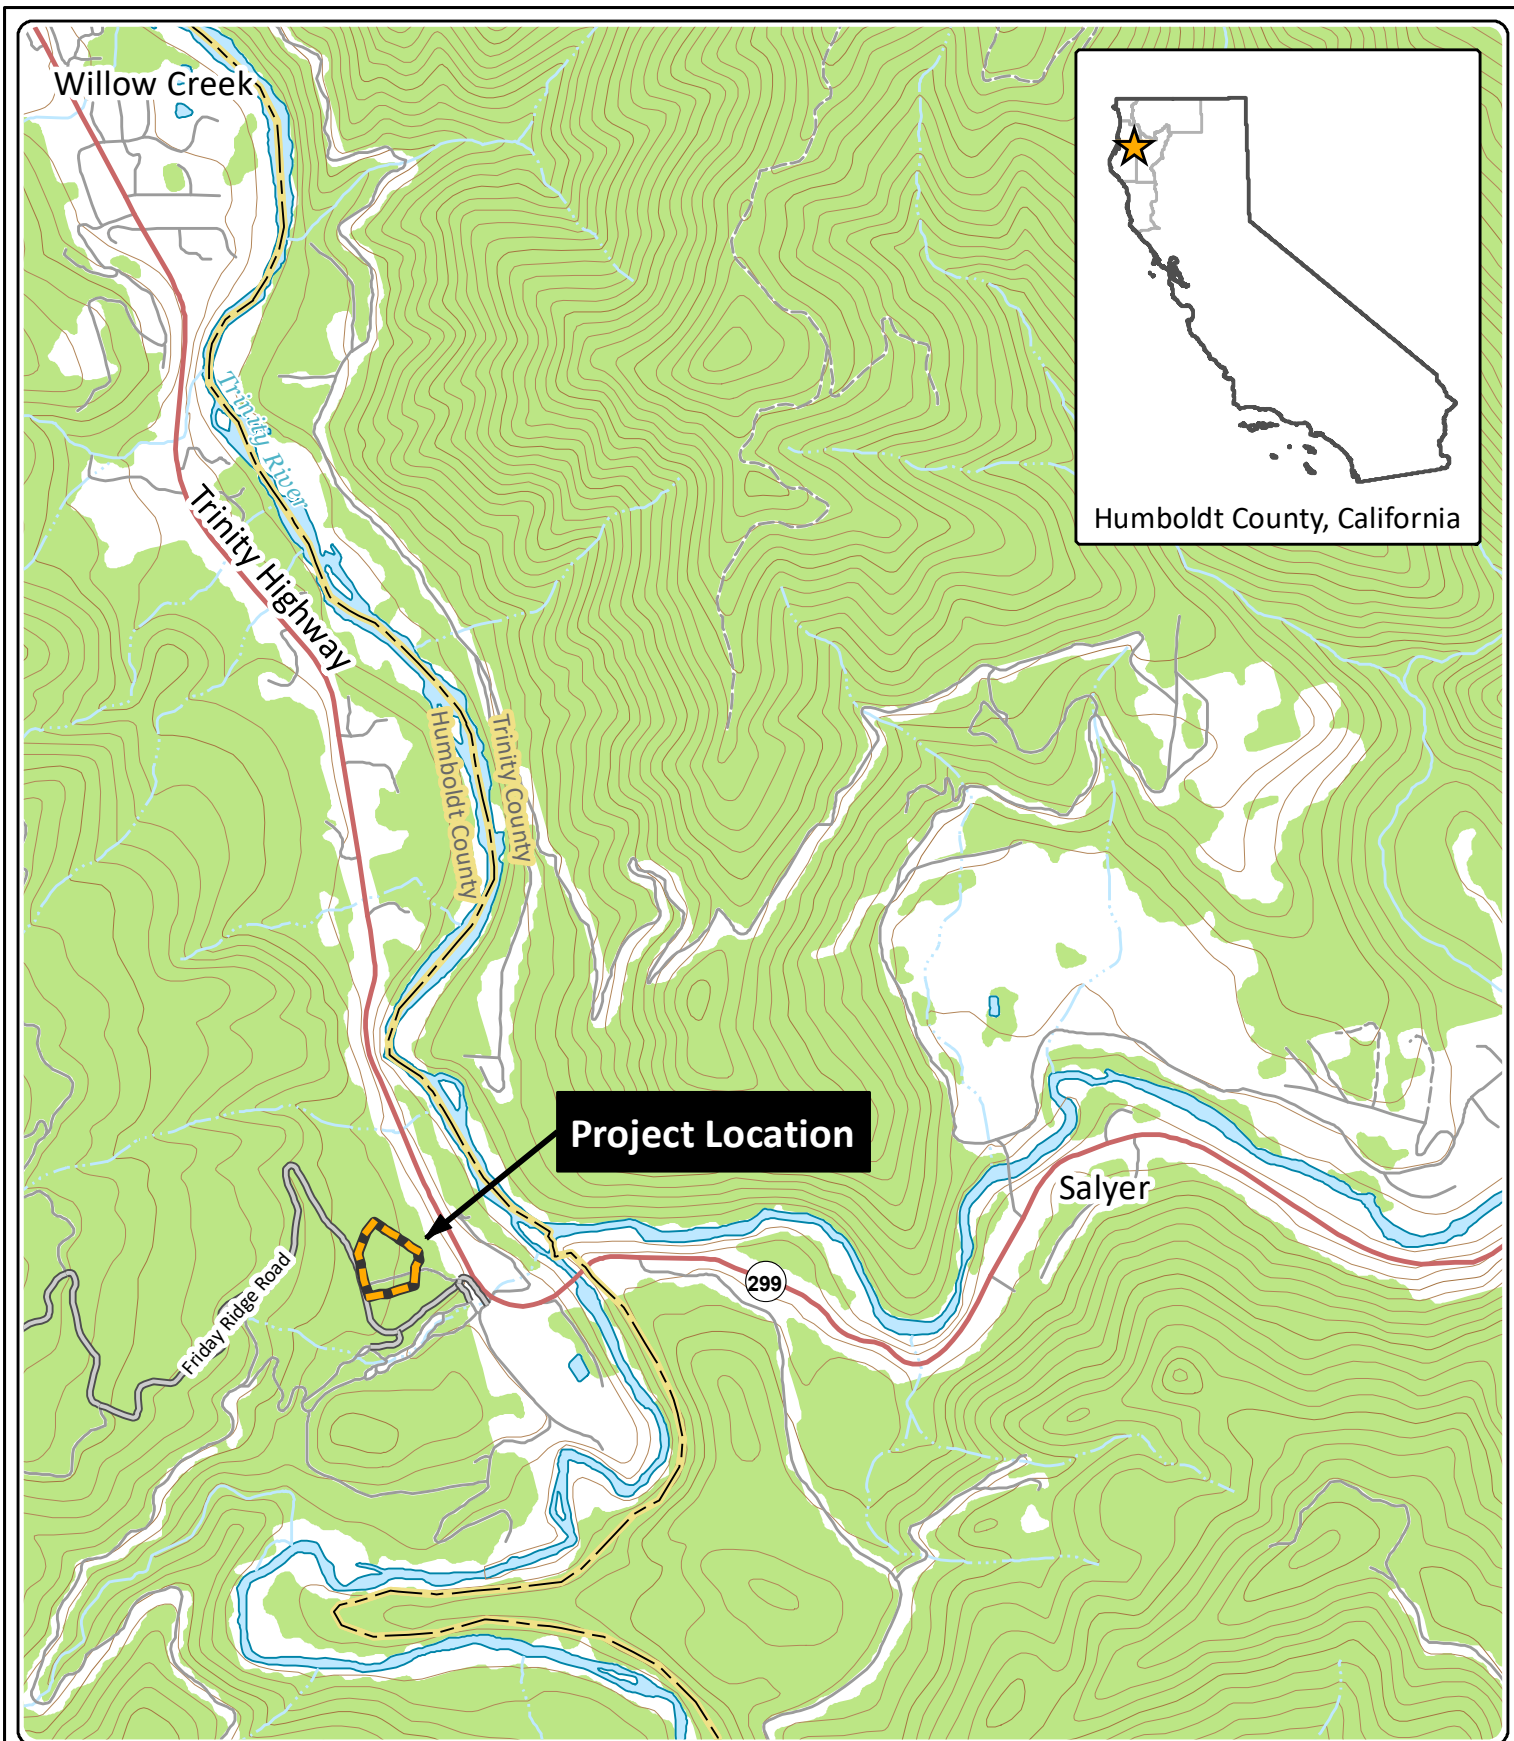 Willow Creek
Trinity River
Trinity Highway
Humboldt County, California
Humboldt County
Trinity County
Project Location
Salyer
Friday Ridge Road
299